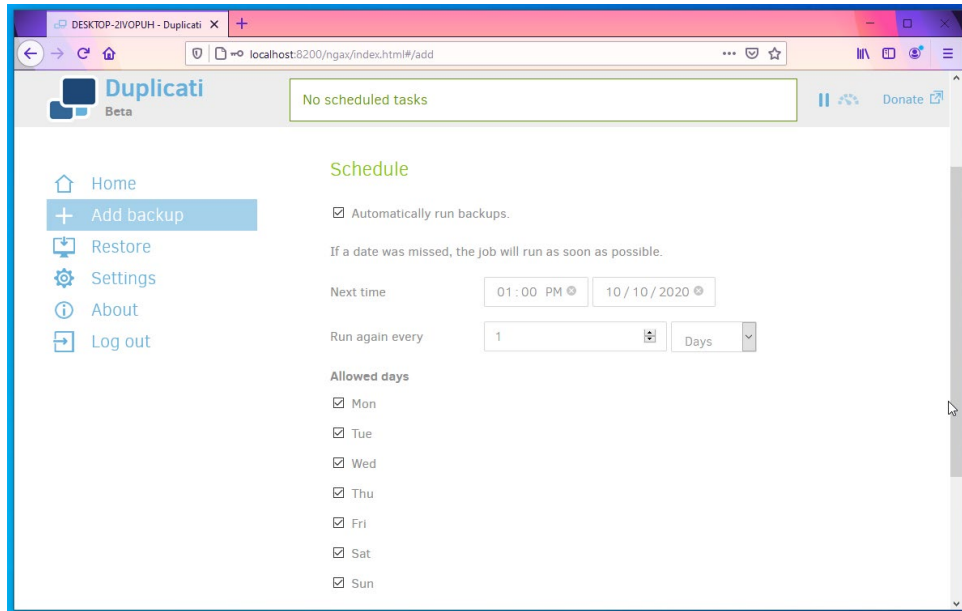 DESKTOP-2IVOPUH - Duplicati
localhost:8200/ngax/index.html#/add
Duplicati
Beta
No scheduled tasks
Donate
Home
Add backup
Restore
Settings
About
Log out
Schedule
Automatically run backups.
If a date was missed, the job will run as soon as possible.
Next time 01:00 PM 10/10/2020
Run again every 1 Days
Allowed days
Mon
Tue
Wed
Thu
Fri
Sat
Sun